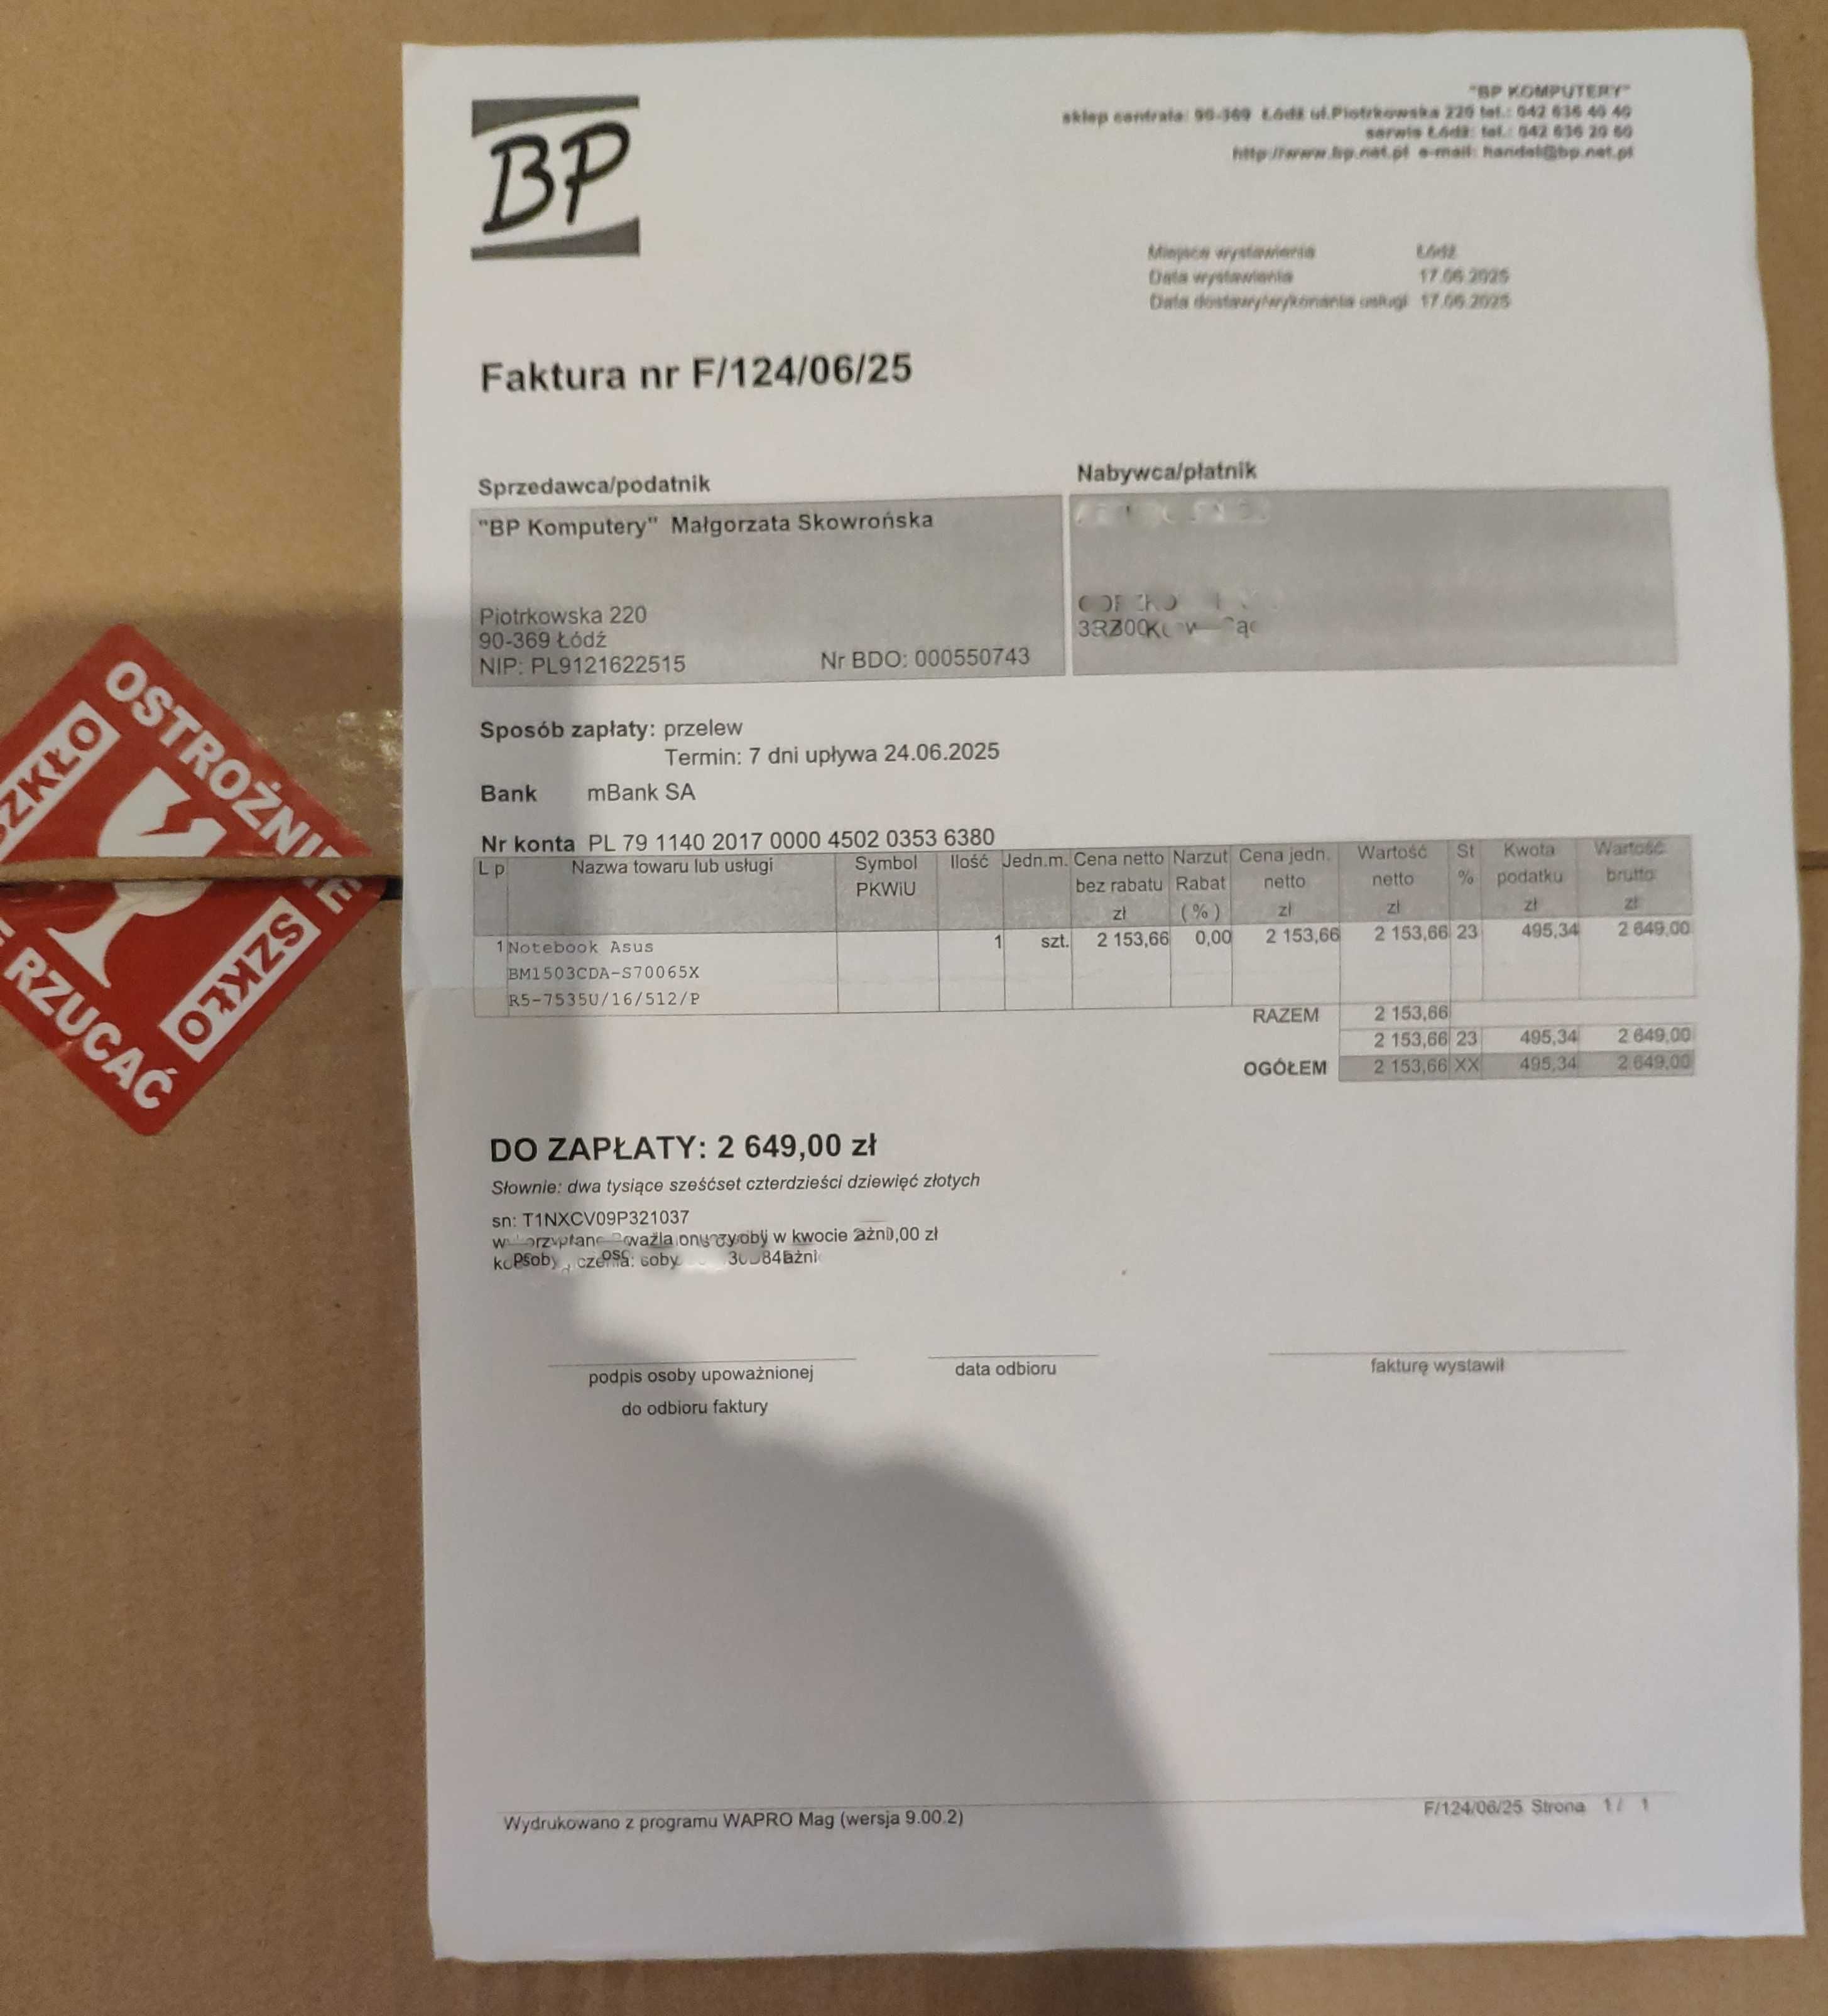 BP
"BP KOMPUTERY"
sklep centrala: 90-369 Łódź ul.Piotrkowska 220 tel.: 042 636 40 40
serwis Łódź: tel.: 042 636 20 60
http://www.bp.net.pl e-mail: handel@bp.net.pl
Miejsce wystawienia Łódź
Data wystawienia 17.06.2025
Data dostawy/wykonania usługi 17.06.2025
Faktura nr F/124/06/25
Sprzedawca/podatnik
"BP Komputery" Małgorzata Skowrońska
Piotrkowska 220
90-369 Łódź
NIP: PL9121622515 Nr BDO: 000550743
Nabywca/płatnik
Sposób zapłaty: przelew
Termin: 7 dni upływa 24.06.2025
Bank mBank SA
Nr konta PL 79 1140 2017 0000 4502 0353 6380
L p Nazwa towaru lub usługi Symbol PKWiU Ilość Jedn.m. Cena netto bez rabatu zł Narzut Rabat (%) Cena jedn. netto zł Wartość netto zł St % Kwota podatku zł Wartość brutto zł
1 Notebook Asus 1 szt. 2 153,66 0,00 2 153,66 2 153,66 23 495,34 2 649,00
BM1503CDA-S70065X
R5-7535U/16/512/P
RAZEM 2 153,66
2 153,66 23 495,34 2 649,00
OGÓŁEM 2 153,66 XX 495,34 2 649,00
DO ZAPŁATY: 2 649,00 zł
Słownie: dwa tysiące sześćset czterdzieści dziewięć złotych
sn: T1NXCV09P321037
w kwocie ,00 zł
podpis osoby upoważnionej
do odbioru faktury
data odbioru
fakturę wystawił
Wydrukowano z programu WAPRO Mag (wersja 9.00.2)
F/124/06/25 Strona 1 / 1
OSTROŻNIE
SZKŁO
SZKŁO
RZUCAĆ